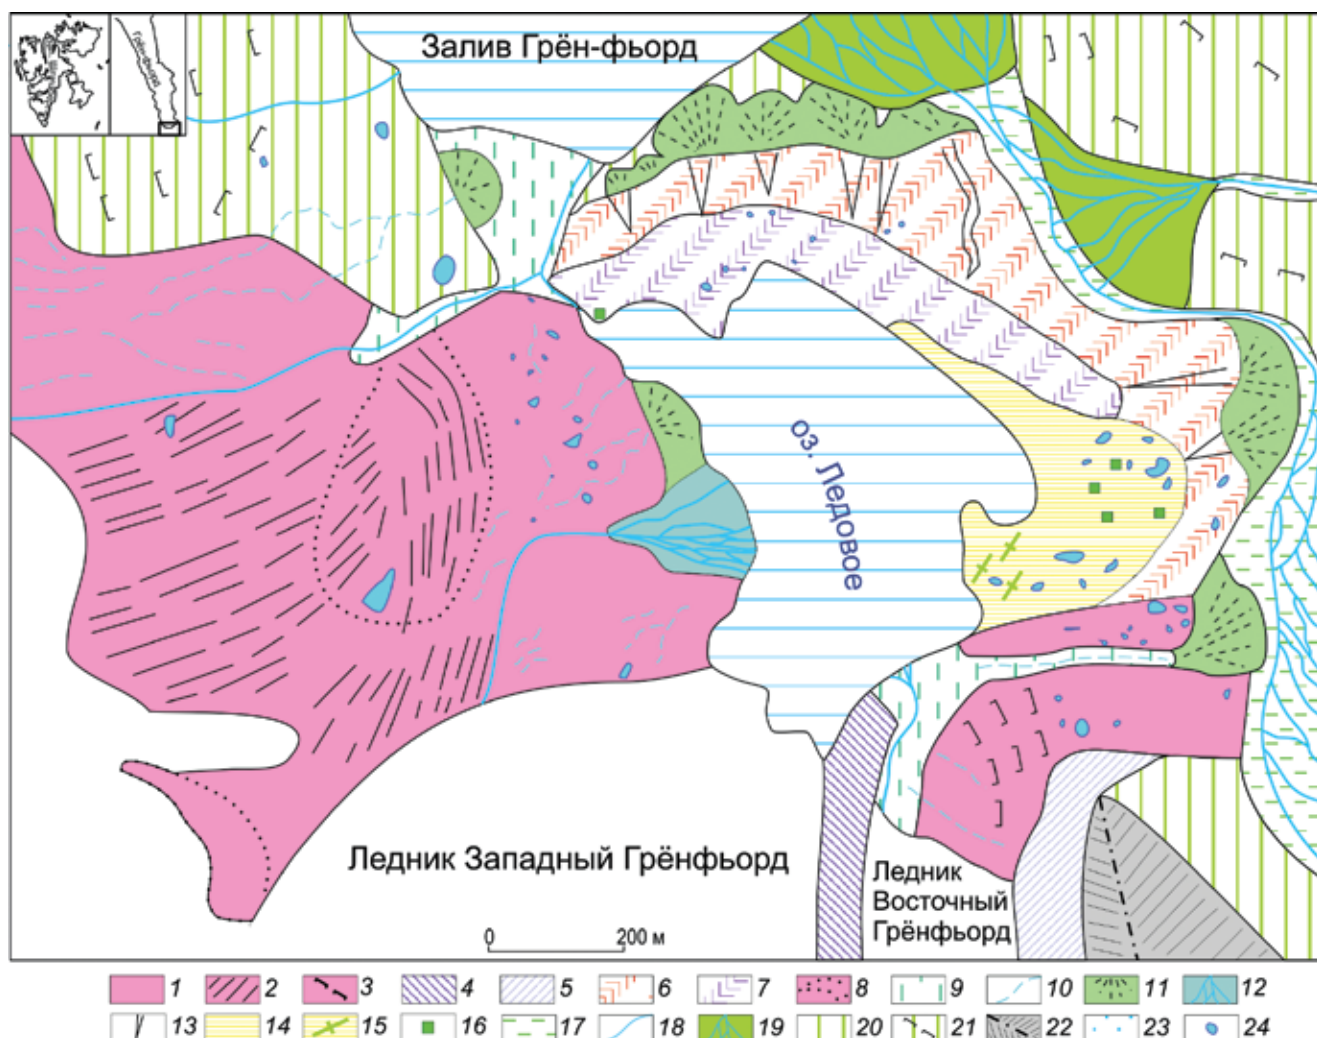 Грёнфьорд
Залив Грён-фьорд
оз. Ледовое
Ледник Западный Грёнфьорд
Ледник
Восточный
Грёнфьорд
0 200 м
1 2 3 4 5 6 7 8 9 10 11 12
13 14 15 16 17 18 19 20 21 22 23 24